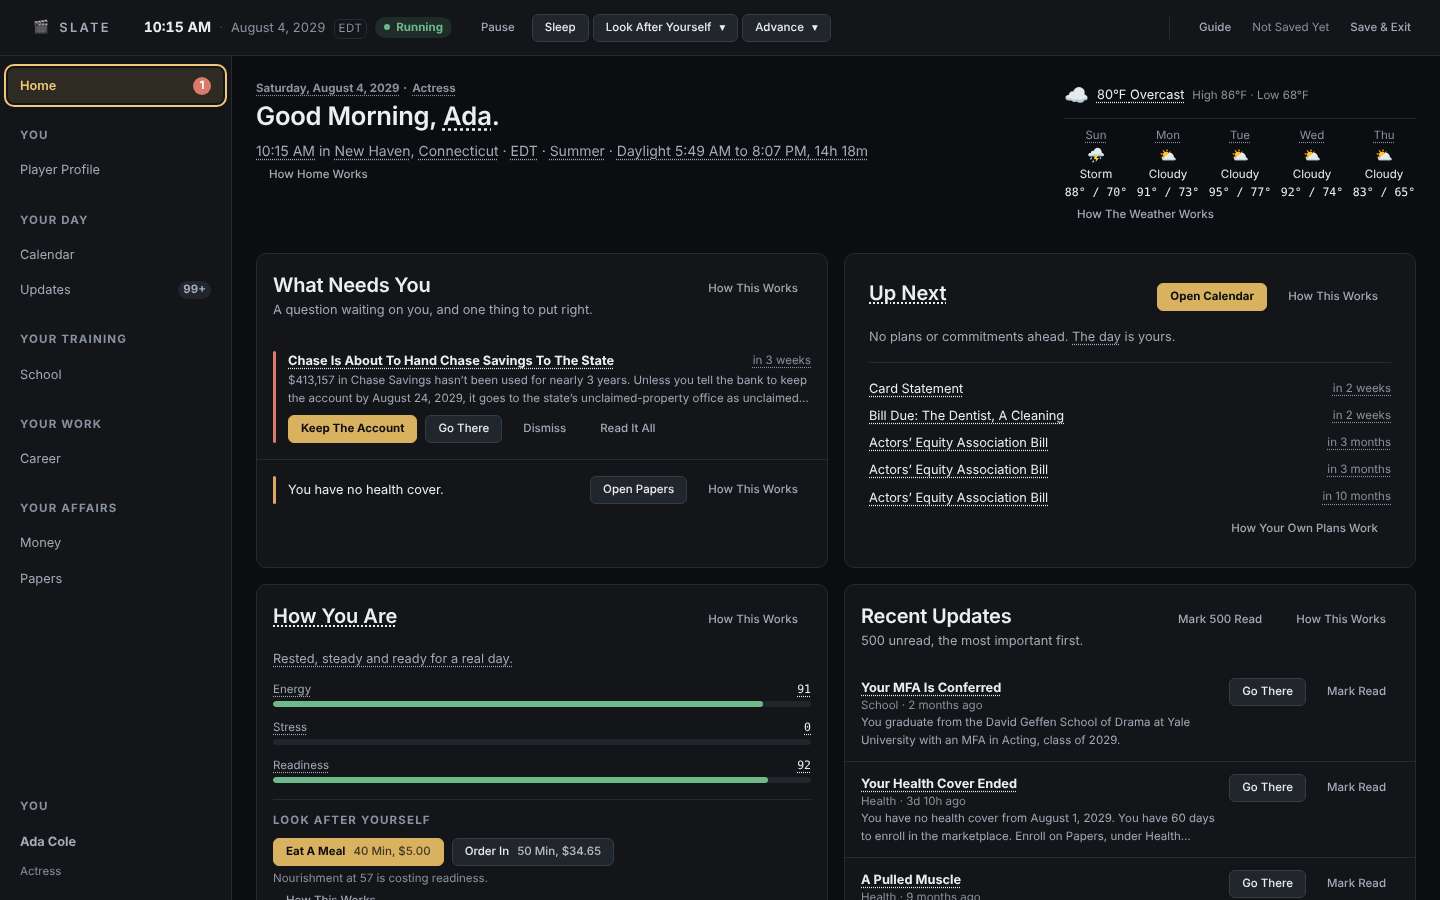 SLATE
10:15 AM · August 4, 2029 EDT Running
Pause
Sleep
Look After Yourself ▾
Advance ▾
Guide
Not Saved Yet
Save & Exit
Home 1
YOU
Player Profile
YOUR DAY
Calendar
Updates 99+
YOUR TRAINING
School
YOUR WORK
Career
YOUR AFFAIRS
Money
Papers
YOU
Ada Cole
Actress
Saturday, August 4, 2029 · Actress
Good Morning, Ada.
10:15 AM in New Haven, Connecticut · EDT · Summer · Daylight 5:49 AM to 8:07 PM, 14h 18m
How Home Works
80°F Overcast High 86°F · Low 68°F
Sun Mon Tue Wed Thu
Storm Cloudy Cloudy Cloudy Cloudy
88° / 70° 91° / 73° 95° / 77° 92° / 74° 83° / 65°
How The Weather Works
What Needs You
How This Works
A question waiting on you, and one thing to put right.
Chase Is About To Hand Chase Savings To The State in 3 weeks
$413,157 in Chase Savings hasn't been used for nearly 3 years. Unless you tell the bank to keep
the account by August 24, 2029, it goes to the state's unclaimed-property office as unclaimed…
Keep The Account Go There Dismiss Read It All
You have no health cover. Open Papers How This Works
Up Next
Open Calendar How This Works
No plans or commitments ahead. The day is yours.
Card Statement in 2 weeks
Bill Due: The Dentist, A Cleaning in 2 weeks
Actors' Equity Association Bill in 3 months
Actors' Equity Association Bill in 3 months
Actors' Equity Association Bill in 10 months
How Your Own Plans Work
How You Are
How This Works
Rested, steady and ready for a real day.
Energy 91
Stress 0
Readiness 92
LOOK AFTER YOURSELF
Eat A Meal 40 Min, $5.00 Order In 50 Min, $34.65
Nourishment at 57 is costing readiness.
How This Works
Recent Updates
Mark 500 Read How This Works
500 unread, the most important first.
Your MFA Is Conferred Go There Mark Read
School · 2 months ago
You graduate from the David Geffen School of Drama at Yale
University with an MFA in Acting, class of 2029.
Your Health Cover Ended Go There Mark Read
Health · 3d 10h ago
You have no health cover from August 1, 2029. You have 60 days
to enroll in the marketplace. Enroll on Papers, under Health…
A Pulled Muscle Go There Mark Read
Health · 9 months ago